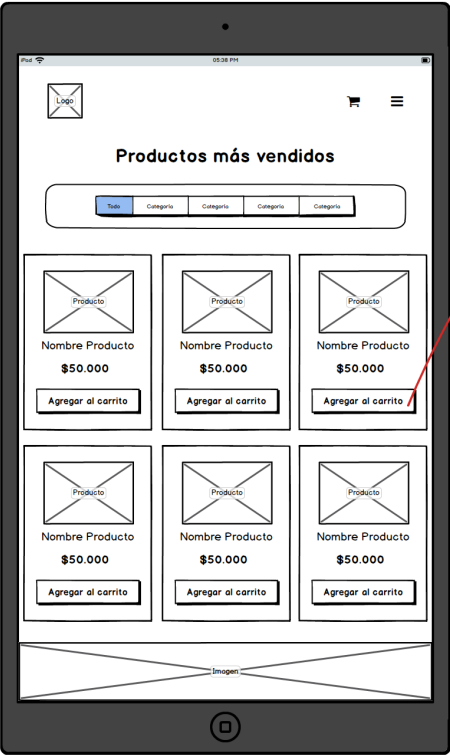 iPod 05:38 PM
Logo
Productos más vendidos
Todo Categoría Categoría Categoría Categoría
Producto Producto Producto
Nombre Producto Nombre Producto Nombre Producto
$50.000 $50.000 $50.000
Agregar al carrito Agregar al carrito Agregar al carrito
Producto Producto Producto
Nombre Producto Nombre Producto Nombre Producto
$50.000 $50.000 $50.000
Agregar al carrito Agregar al carrito Agregar al carrito
Imagen